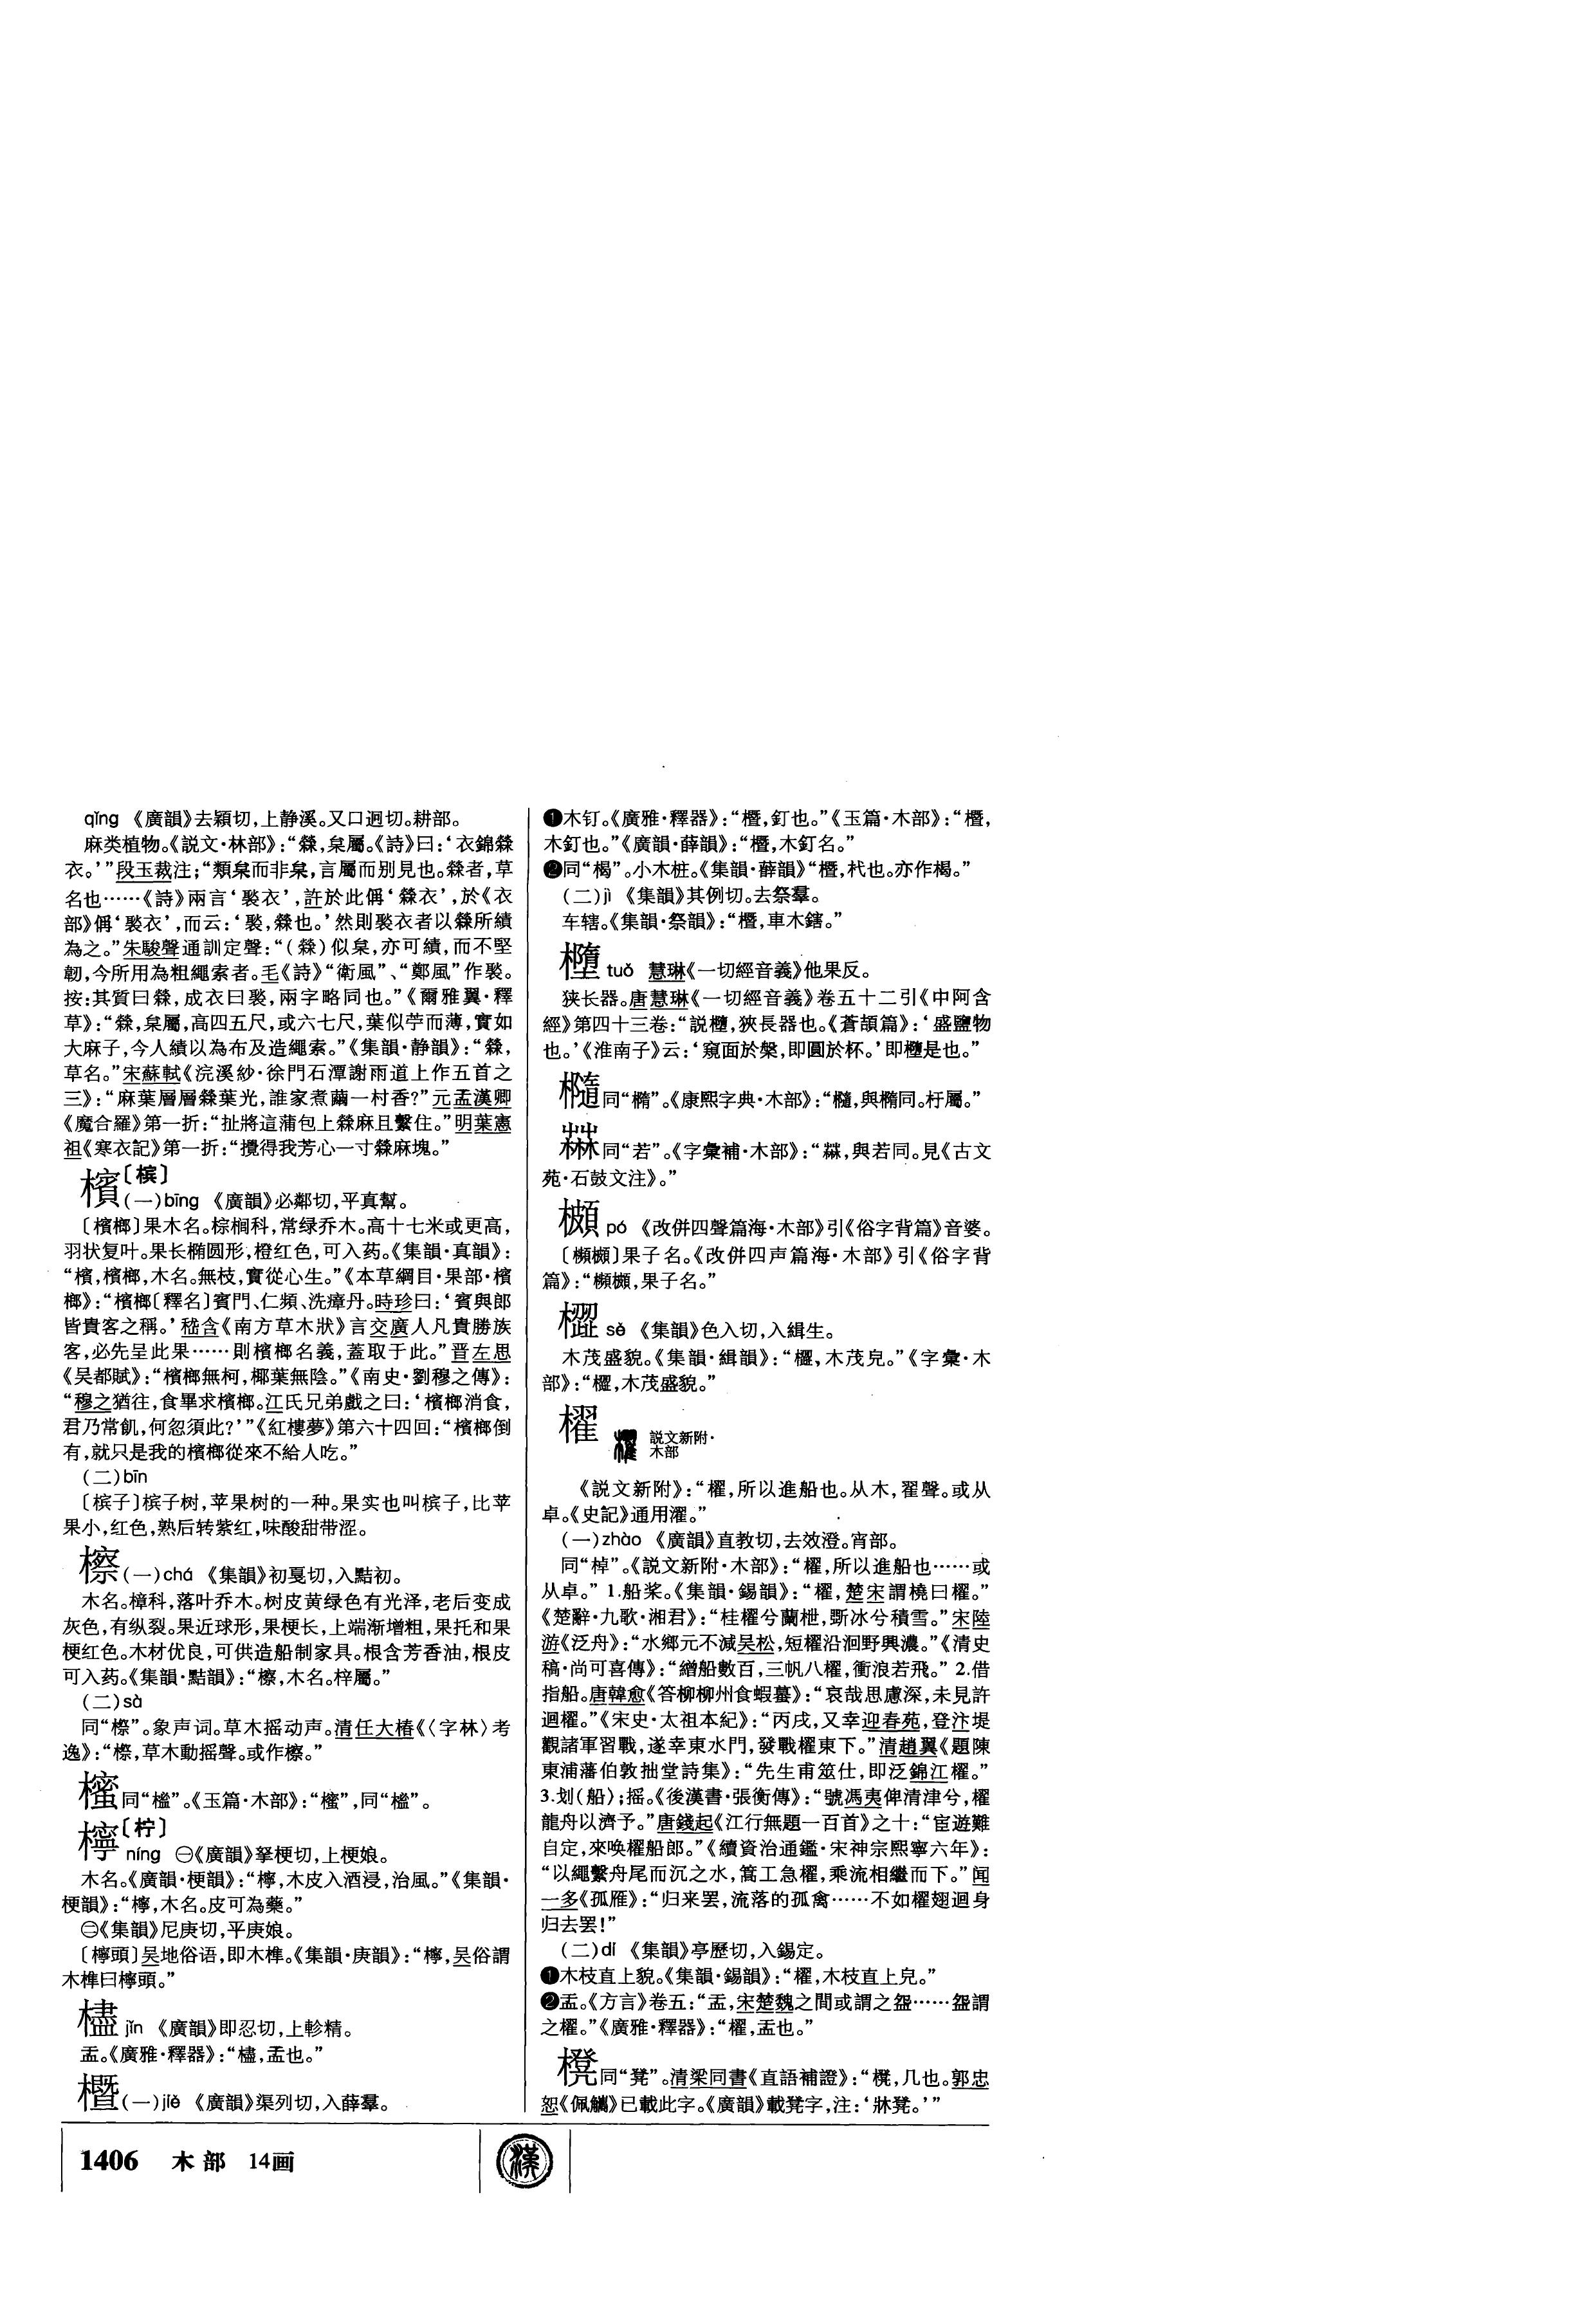 qǐng 《廣韻》去潁切,上静溪。又口迥切。耕部。
麻类植物。《説文·林部》:“檾,枲屬。《詩》曰:‘衣錦檾
衣。’”段玉裁注;“類枲而非枲,言屬而别見也。檾者,草
名也……《詩》兩言‘褧衣’,許於此偁‘檾衣’,於《衣
部》偁‘褧衣’,而云:‘褧,檾也。’然則褧衣者以檾所績
為之。”朱駿聲通訓定聲:“(檾)似枲,亦可績,而不堅
韌,今所用為粗繩索者。毛《詩》“衛風”、“鄭風”作褧。
按:其質曰檾,成衣曰褧,兩字略同也。”《爾雅翼·釋
草》:“檾,枲屬,高四五尺,或六七尺,葉似苧而薄,實如
大麻子,今人績以為布及造繩索。”《集韻·静韻》:“檾,
草名。”宋蘇軾《浣溪紗·徐門石潭謝雨道上作五首之
三》:“麻葉層層檾葉光,誰家煮繭一村香?”元孟漢卿
《魔合羅》第一折:“扯將這蒲包上檾麻且繫住。”明葉憲
祖《寒衣記》第一折:“攪得我芳心一寸檾麻塊。”
檳〔槟〕
(一)bīng 《廣韻》必鄰切,平真幫。
〔檳榔〕果木名。棕榈科,常绿乔木。高十七米或更高,
羽状复叶。果长椭圆形,橙红色,可入药。《集韻·真韻》:
“檳,檳榔,木名。無枝,實從心生。”《本草綱目·果部·檳
榔》:“檳榔〔釋名〕賓門、仁頻、洗瘴丹。時珍曰:‘賓與郎
皆貴客之稱。’嵇含《南方草木狀》言交廣人凡貴勝族
客,必先呈此果……則檳榔名義,蓋取于此。”晋左思
《吴都賦》:“檳榔無柯,椰葉無陰。”《南史·劉穆之傳》:
“穆之猶往,食畢求檳榔。江氏兄弟戲之曰:‘檳榔消食,
君乃常飢,何忽須此?’”《紅樓夢》第六十四回:“檳榔倒
有,就只是我的檳榔從來不給人吃。”
(二)bīn
〔槟子〕槟子树,苹果树的一种。果实也叫槟子,比苹
果小,红色,熟后转紫红,味酸甜带涩。
檫(一)chá 《集韻》初戛切,入黠初。
木名。樟科,落叶乔木。树皮黄绿色有光泽,老后变成
灰色,有纵裂。果近球形,果梗长,上端渐增粗,果托和果
梗红色。木材优良,可供造船制家具。根含芳香油,根皮
可入药。《集韻·黠韻》:“檫,木名。梓屬。”
(二)sà
同“樧”。象声词。草木摇动声。清任大椿《〈字林〉考
逸》:“樧,草木動摇聲。或作檫。”
櫁同“榓”。《玉篇·木部》:“櫁”,同“榓”。
檸〔柠〕
níng ㊀《廣韻》拏梗切,上梗娘。
木名。《廣韻·梗韻》:“檸,木皮入酒浸,治風。”《集韻·
梗韻》:“檸,木名。皮可為藥。”
㊁《集韻》尼庚切,平庚娘。
〔檸頭〕吴地俗语,即木榫。《集韻·庚韻》:“檸,吴俗謂
木榫曰檸頭。”
㯸 jǐn 《廣韻》即忍切,上軫精。
盂。《廣雅·釋器》:“㯸,盂也。”
㮞(一)jiě 《廣韻》渠列切,入薛羣。
❶木钉。《廣雅·釋器》:“㮞,釘也。”《玉篇·木部》:“㮞,
木釘也。”《廣韻·薛韻》:“㮞,木釘名。”
❷同“楬”。小木桩。《集韻·薛韻》“㮞,杙也。亦作楬。”
(二)jì 《集韻》其例切。去祭羣。
车辖。《集韻·祭韻》:“㮞,車木鎋。”
tuǒ 慧琳《一切經音義》他果反。
狭长器。唐慧琳《一切經音義》卷五十二引《中阿含
經》第四十三卷:“説,狹長器也。《蒼頡篇》:‘盛鹽物
也。’《淮南子》云:‘窺面於槃,即圓於杯。’即是也。”
同“橢”。《康熙字典·木部》:“,與橢同。杅屬。”
同“若”。《字彙補·木部》:“,與若同。見《古文
苑·石鼓文注》。”
pó 《改併四聲篇海·木部》引《俗字背篇》音婆。
果子名。《改併四声篇海·木部》引《俗字背
篇》:“,果子名。”
sè 《集韻》色入切,入緝生。
木茂盛貌。《集韻·緝韻》:“,木茂皃。”《字彙·木
部》:“,木茂盛貌。”
櫂 説文新附·
木部
《説文新附》:“櫂,所以進船也。从木,翟聲。或从
卓。《史記》通用濯。”
(一)zhào 《廣韻》直教切,去效澄。宵部。
同“棹”。《説文新附·木部》:“櫂,所以進船也……或
从卓。” 1.船桨。《集韻·錫韻》:“櫂,楚宋謂橈曰櫂。”
《楚辭·九歌·湘君》:“桂櫂兮蘭枻,斲冰兮積雪。”宋陸
游《泛舟》:“水鄉元不減吴松,短櫂沿洄野興濃。”《清史
稿·尚可喜傳》:“繒船數百,三帆八櫂,衝浪若飛。” 2.借
指船。唐韓愈《答柳柳州食蝦蟇》:“哀哉思慮深,未見許
迴櫂。”《宋史·太祖本紀》:“丙戌,又幸迎春苑,登汴堤
觀諸軍習戰,遂幸東水門,發戰櫂東下。”清趙翼《題陳
東浦藩伯敦拙堂詩集》:“先生甫筮仕,即泛錦江櫂。”
3.划(船);摇。《後漢書·張衡傳》:“號馮夷俾清津兮,櫂
龍舟以濟予。”唐錢起《江行無題一百首》之十:“宦遊難
自定,來唤櫂船郎。”《續資治通鑑·宋神宗熙寧六年》:
“以繩繫舟尾而沉之水,篙工急櫂,乘流相繼而下。”闻
一多《孤雁》:“归来罢,流落的孤禽……不如櫂翅迴身
归去罢!”
(二)dí 《集韻》亭歷切,入錫定。
❶木枝直上貌。《集韻·錫韻》:“櫂,木枝直上皃。”
❷盂。《方言》卷五:“盂,宋楚魏之間或謂之㿿……㿿謂
之櫂。”《廣雅·釋器》:“櫂,盂也。”
櫈同“凳”。清梁同書《直語補證》:“櫈,几也。郭忠
恕《佩觿》已載此字。《廣韻》載凳字,注:‘牀凳。’”
1406 木部 14画
漢